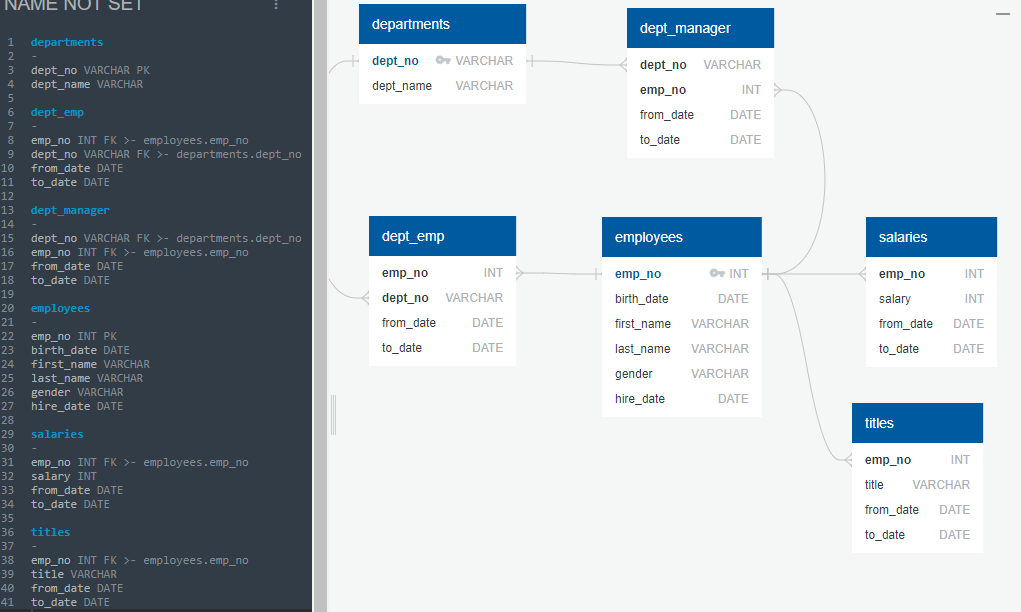 NAME NOT SET
1 departments
2 -
3 dept_no VARCHAR PK
4 dept_name VARCHAR
5
6 dept_emp
7 -
8 emp_no INT FK >- employees.emp_no
9 dept_no VARCHAR FK >- departments.dept_no
10 from_date DATE
11 to_date DATE
12
13 dept_manager
14 -
15 dept_no VARCHAR FK >- departments.dept_no
16 emp_no INT FK >- employees.emp_no
17 from_date DATE
18 to_date DATE
19
20 employees
21 -
22 emp_no INT PK
23 birth_date DATE
24 first_name VARCHAR
25 last_name VARCHAR
26 gender VARCHAR
27 hire_date DATE
28
29 salaries
30 -
31 emp_no INT FK >- employees.emp_no
32 salary INT
33 from_date DATE
34 to_date DATE
35
36 titles
37 -
38 emp_no INT FK >- employees.emp_no
39 title VARCHAR
40 from_date DATE
41 to_date DATE
departments
dept_no VARCHAR
dept_name VARCHAR
dept_manager
dept_no VARCHAR
emp_no INT
from_date DATE
to_date DATE
dept_emp
emp_no INT
dept_no VARCHAR
from_date DATE
to_date DATE
employees
emp_no INT
birth_date DATE
first_name VARCHAR
last_name VARCHAR
gender VARCHAR
hire_date DATE
salaries
emp_no INT
salary INT
from_date DATE
to_date DATE
titles
emp_no INT
title VARCHAR
from_date DATE
to_date DATE